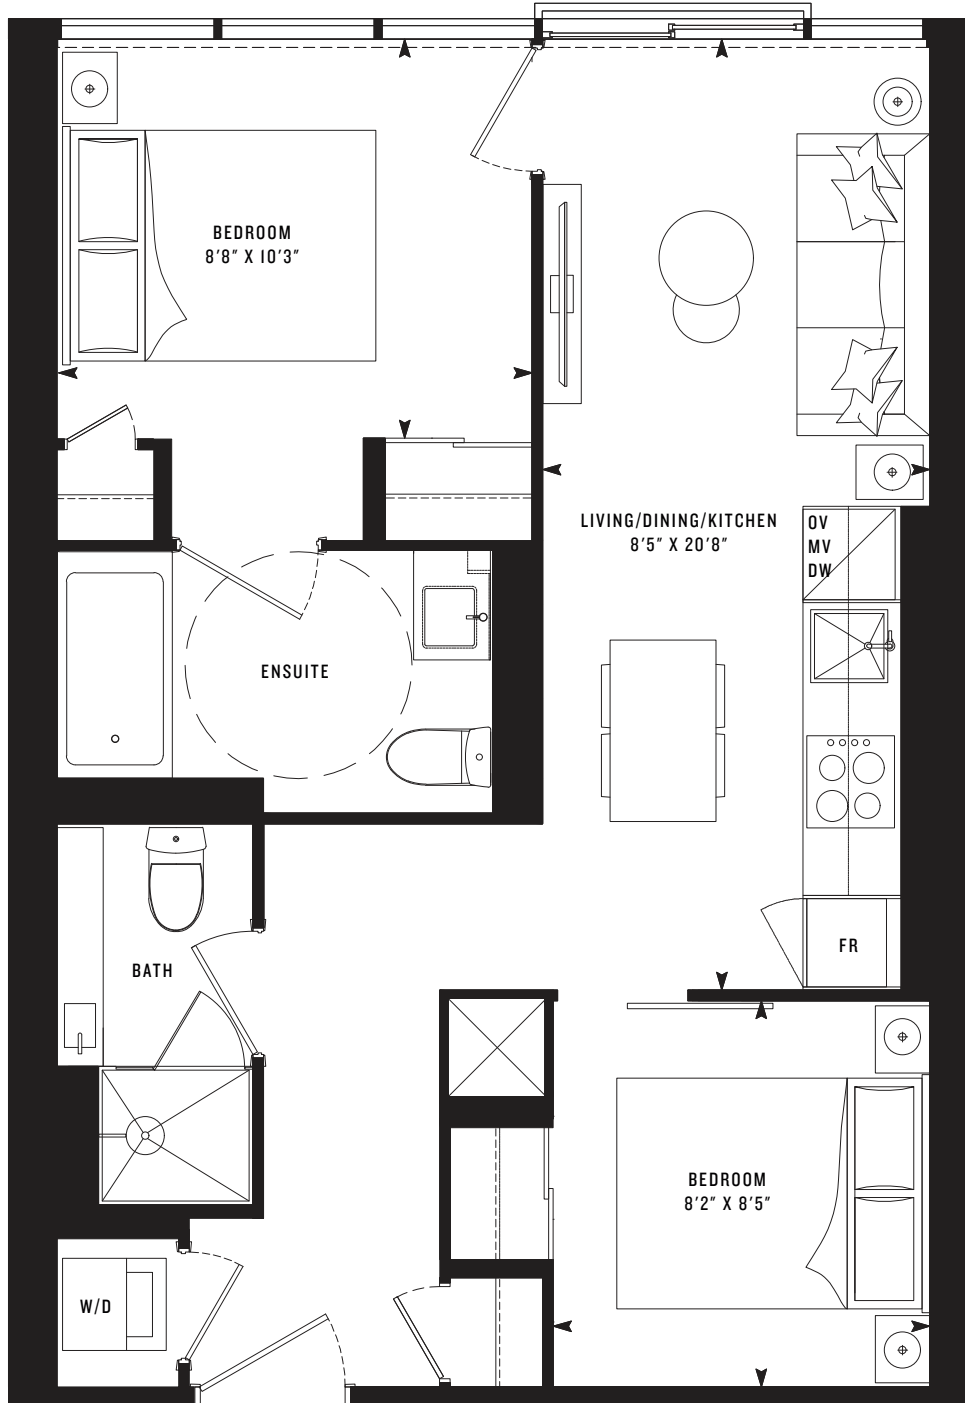 BEDROOM
8'8" X 10'3"
LIVING/DINING/KITCHEN
8'5" X 20'8"
OV
MV
DW
ENSUITE
FR
BATH
BEDROOM
8'2" X 8'5"
W/D